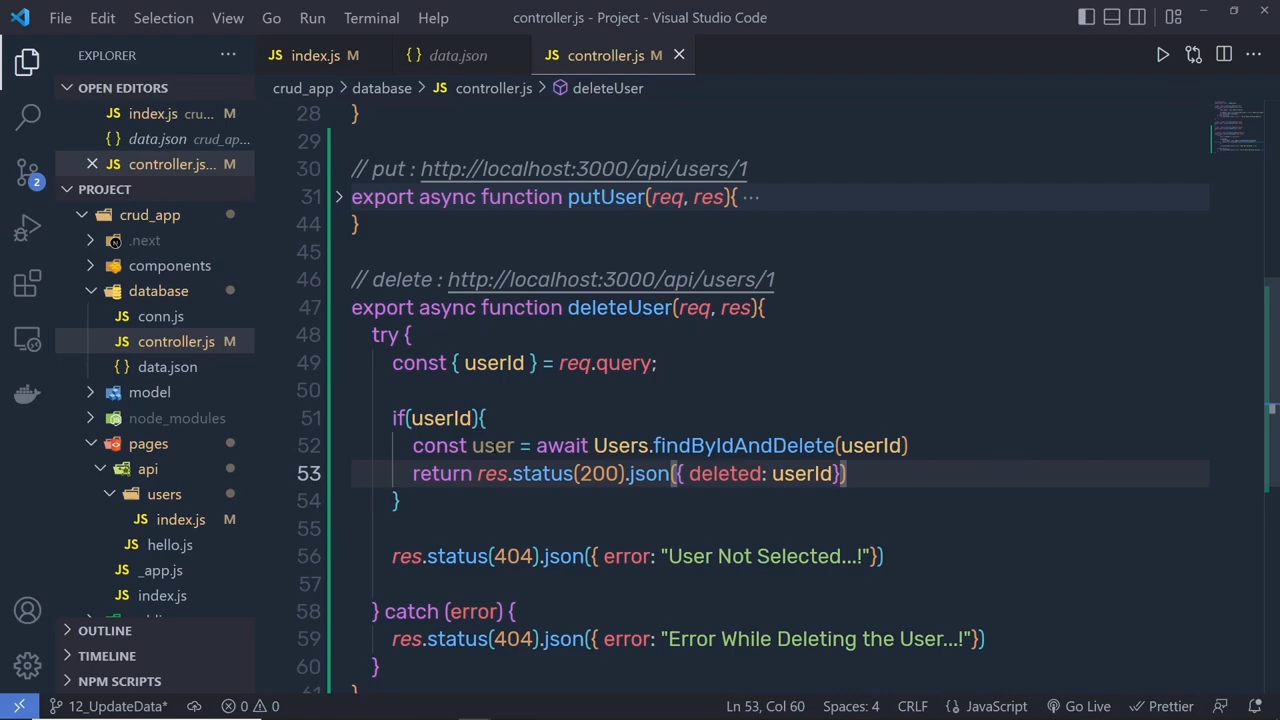 File Edit Selection View Go Run Terminal Help controller.js - Project - Visual Studio Code
EXPLORER ...
JS index.js M {} data.json JS controller.js M
OPEN EDITORS
JS index.js cru... M
{} data.json crud_app...
JS controller.js... M
PROJECT
crud_app
.next
components
database
conn.js
controller.js M
data.json
model
node_modules
pages
api
users
index.js M
hello.js
_app.js
index.js
OUTLINE
TIMELINE
NPM SCRIPTS
2
crud_app > database > JS controller.js > deleteUser
28 }
29
30 // put : http://localhost:3000/api/users/1
31 export async function putUser(req, res){ ...
44 }
45
46 // delete : http://localhost:3000/api/users/1
47 export async function deleteUser(req, res){
48 try {
49 const { userId } = req.query;
50
51 if(userId){
52 const user = await Users.findByIdAndDelete(userId)
53 return res.status(200).json({ deleted: userId})
54 }
55
56 res.status(404).json({ error: "User Not Selected...!"})
57
58 } catch (error) {
59 res.status(404).json({ error: "Error While Deleting the User...!"})
60 }
61 }
12_UpdateData* 0 0 Ln 53, Col 60 Spaces: 4 CRLF {} JavaScript Go Live Prettier